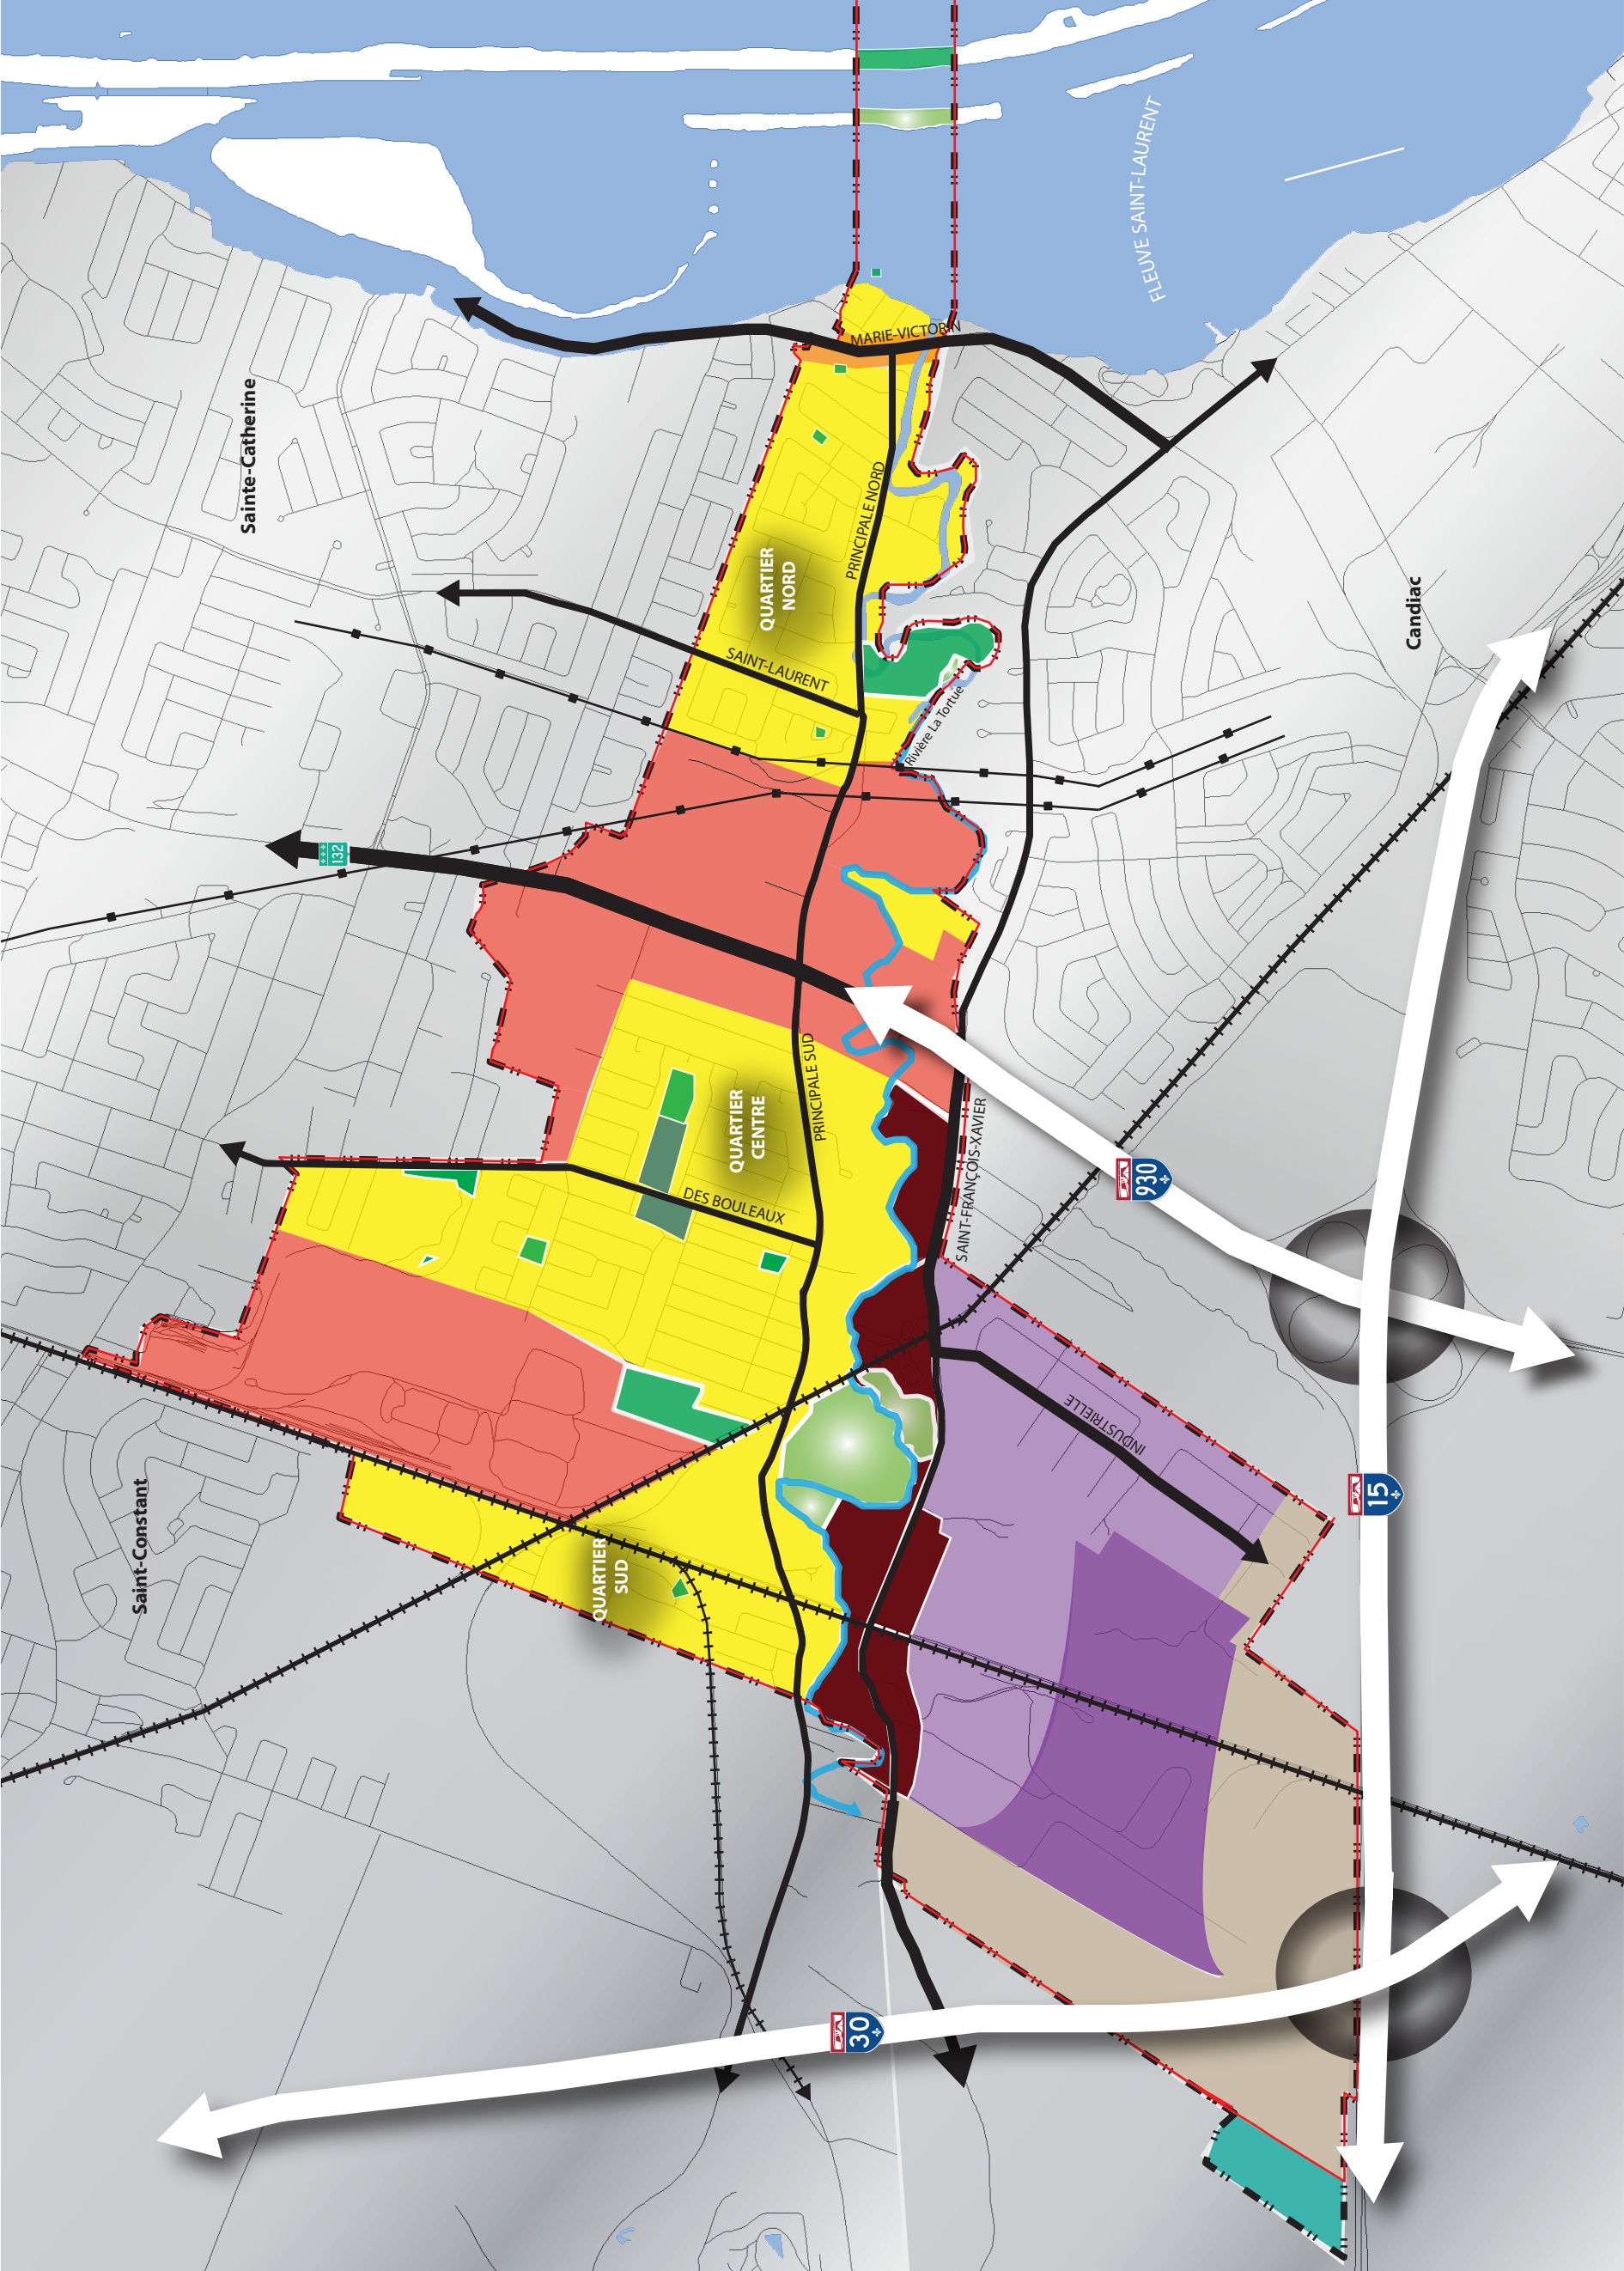 FLEUVE SAINT-LAURENT
MARIE-VICTORIN
Sainte-Catherine
PRINCIPALE NORD
QUARTIER
NORD
Candiac
SAINT-LAURENT
Rivière La Tortue
132
PRINCIPALE SUD
QUARTIER
CENTRE
SAINT-FRANÇOIS-XAVIER
930
DES BOULEAUX
INDUSTRIELLE
15
Saint-Constant
QUARTIER
SUD
30